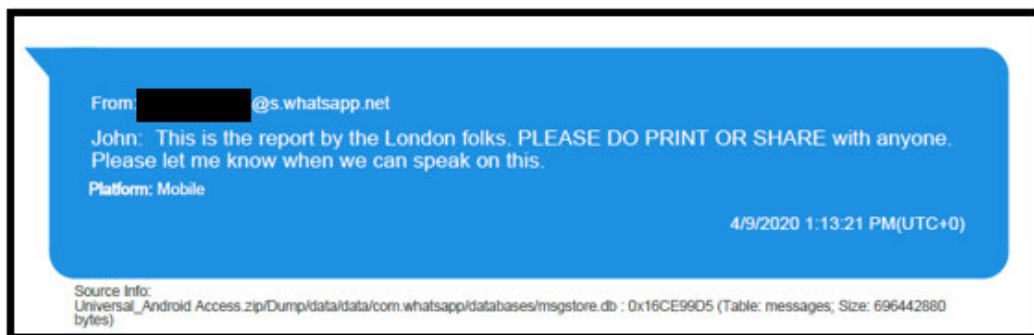 From: @s.whatsapp.net
John: This is the report by the London folks. PLEASE DO PRINT OR SHARE with anyone.
Please let me know when we can speak on this.
Platform: Mobile
4/9/2020 1:13:21 PM(UTC+0)
Source Info:
Universal_Android Access.zip/Dump/data/data/com.whatsapp/databases/msgstore.db : 0x16CE99D5 (Table: messages; Size: 696442880
bytes)